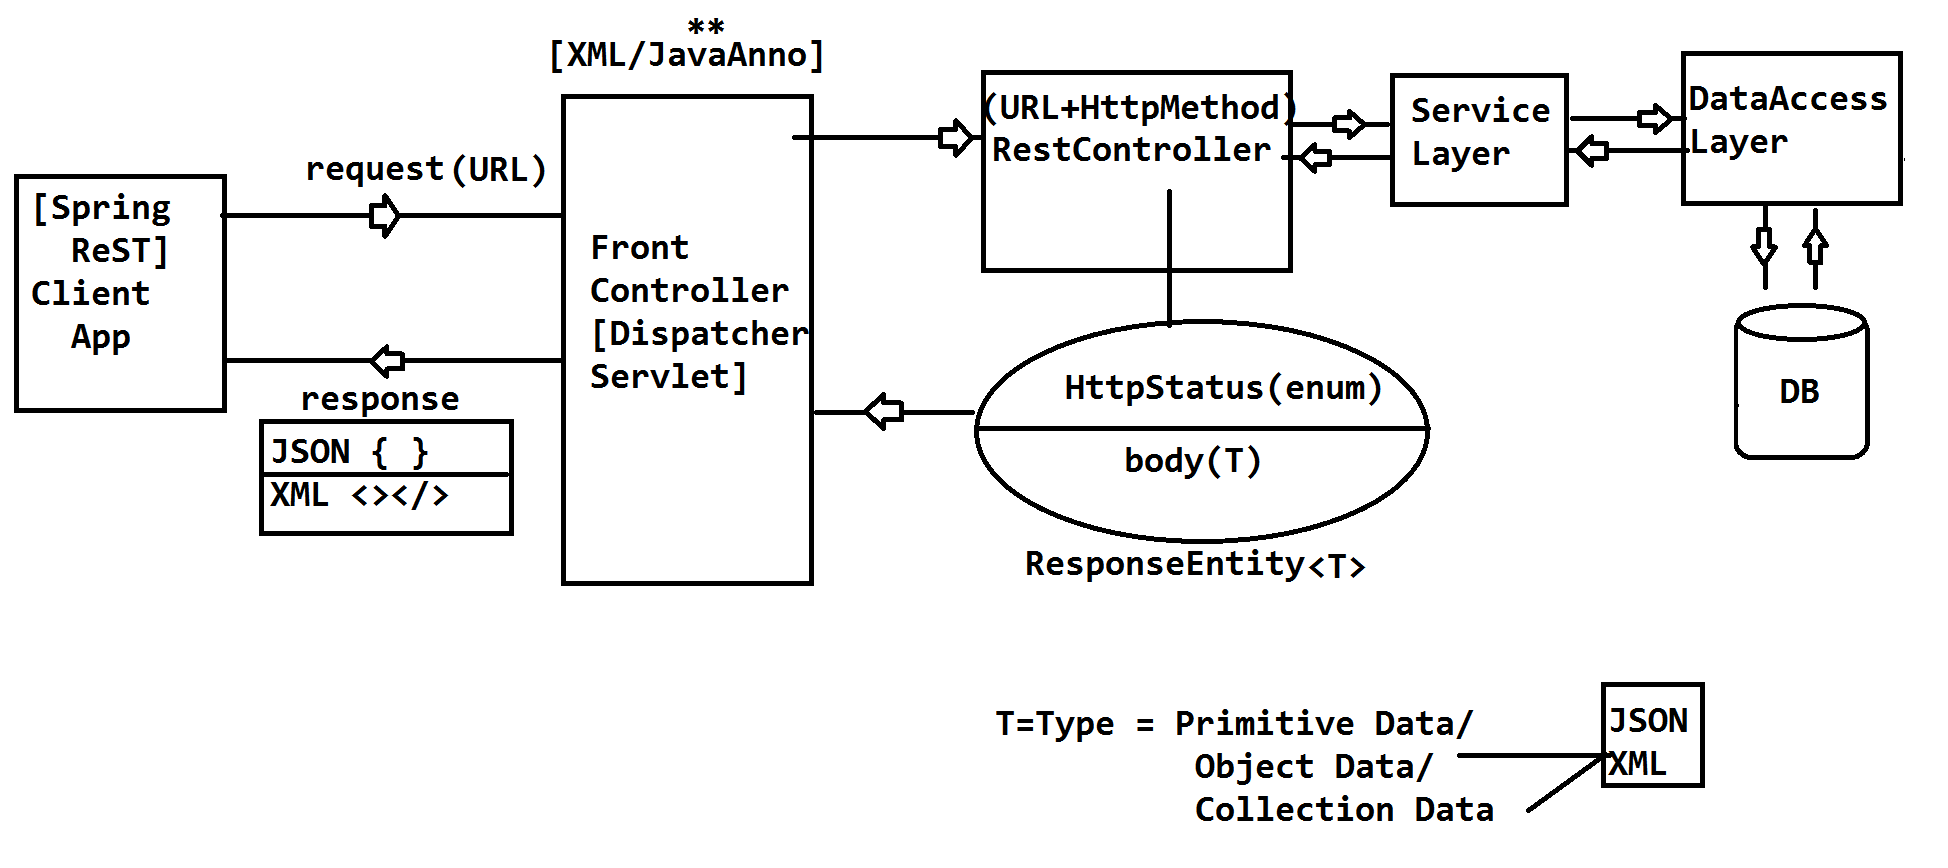 **
[XML/JavaAnno]
request(URL)
[Spring
ReST]
Client
App
response
JSON { }
XML <></>
Front
Controller
[Dispatcher
Servlet]
(URL+HttpMethod)
RestController
Service
Layer
DataAccess
Layer
DB
HttpStatus(enum)
body(T)
ResponseEntity<T>
T=Type = Primitive Data/
Object Data/
Collection Data
JSON
XML